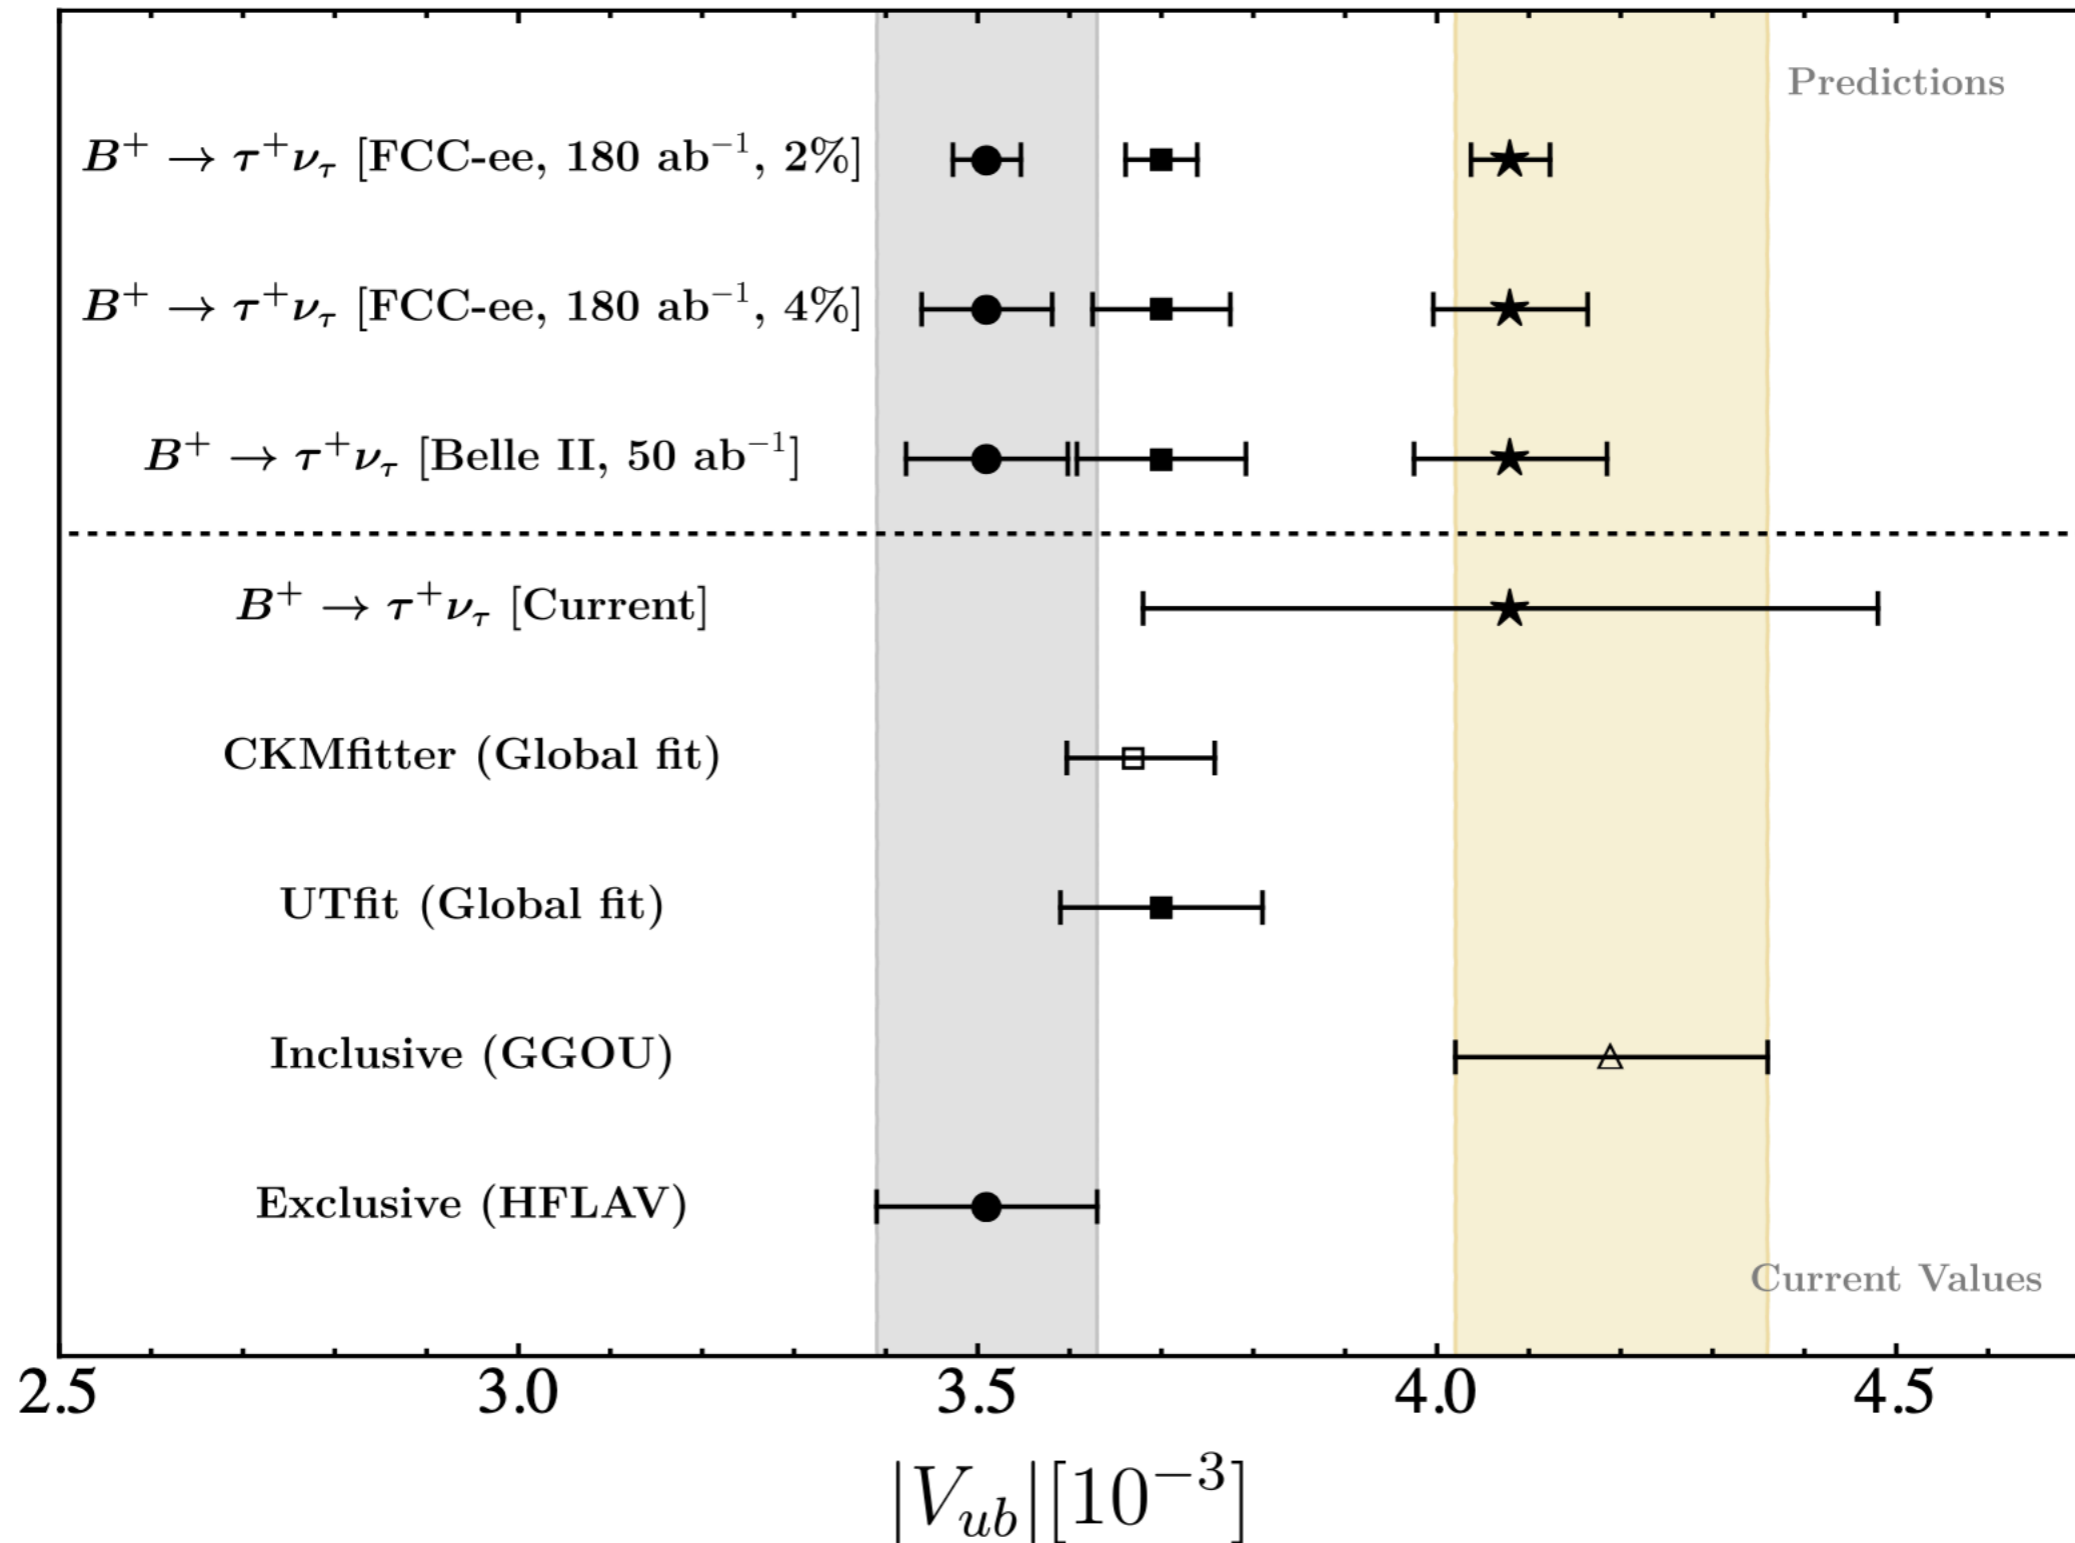 Predictions
B⁺ → τ⁺ν_τ [FCC-ee, 180 ab⁻¹, 2%]
B⁺ → τ⁺ν_τ [FCC-ee, 180 ab⁻¹, 4%]
B⁺ → τ⁺ν_τ [Belle II, 50 ab⁻¹]
B⁺ → τ⁺ν_τ [Current]
CKMfitter (Global fit)
UTfit (Global fit)
Inclusive (GGOU)
Exclusive (HFLAV)
Current Values
2.5 3.0 3.5 4.0 4.5
|V_ub|[10⁻³]